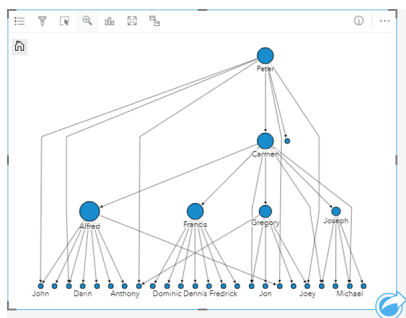 Peter
Carmen
Alfred
Francis
Gregory
Joseph
John Darin Anthony Dominic Dennis Fredrick Jon Joey Michael